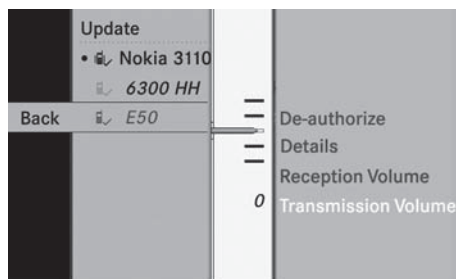 Update
• Nokia 3110
6300 HH
Back
E50
De-authorize
Details
Reception Volume
0
Transmission Volume